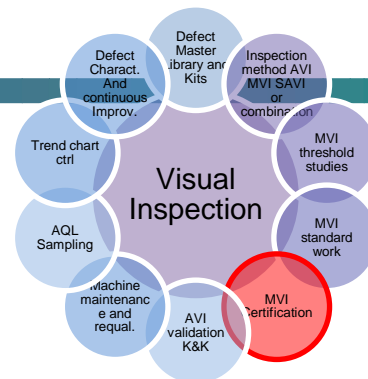 Defect
Master
Library and
Kits
Inspection
method AVI
MVI SAVI
or
combination
MVI
threshold
studies
MVI
standard
work
MVI
Certification
AVI
validation
K&K
Machine
maintenanc
e and
requal.
AQL
Sampling
Trend chart
ctrl
Defect
Charact.
And
continuous
Improv.
Visual
Inspection